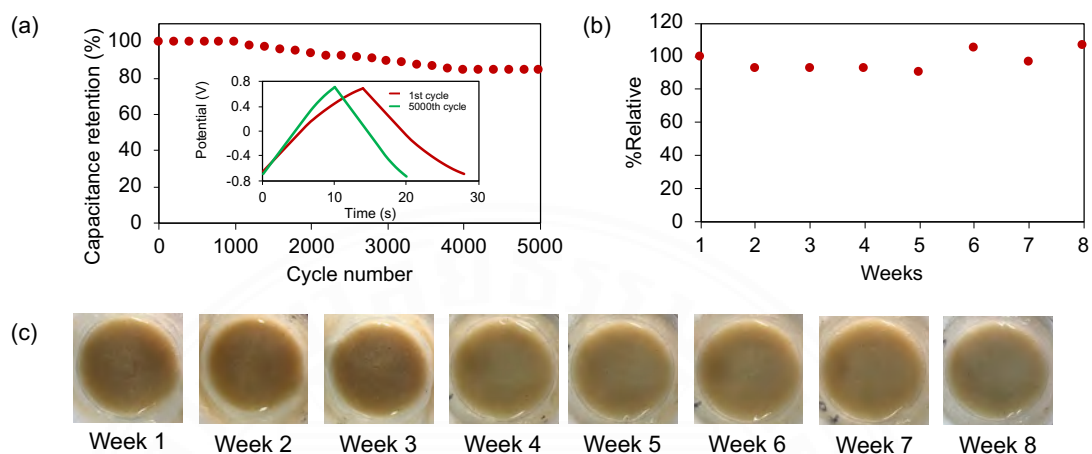 (a)
Capacitance retention (%)
100
80
60
40
20
0
0
1000
2000
3000
4000
5000
Cycle number
Potential (V)
0.8
0.4
0
-0.4
-0.8
0
10
20
30
Time (s)
1st cycle
5000th cycle
(b)
%Relative
120
100
80
60
40
20
0
1
2
3
4
5
6
7
8
Weeks
(c)
Week 1
Week 2
Week 3
Week 4
Week 5
Week 6
Week 7
Week 8